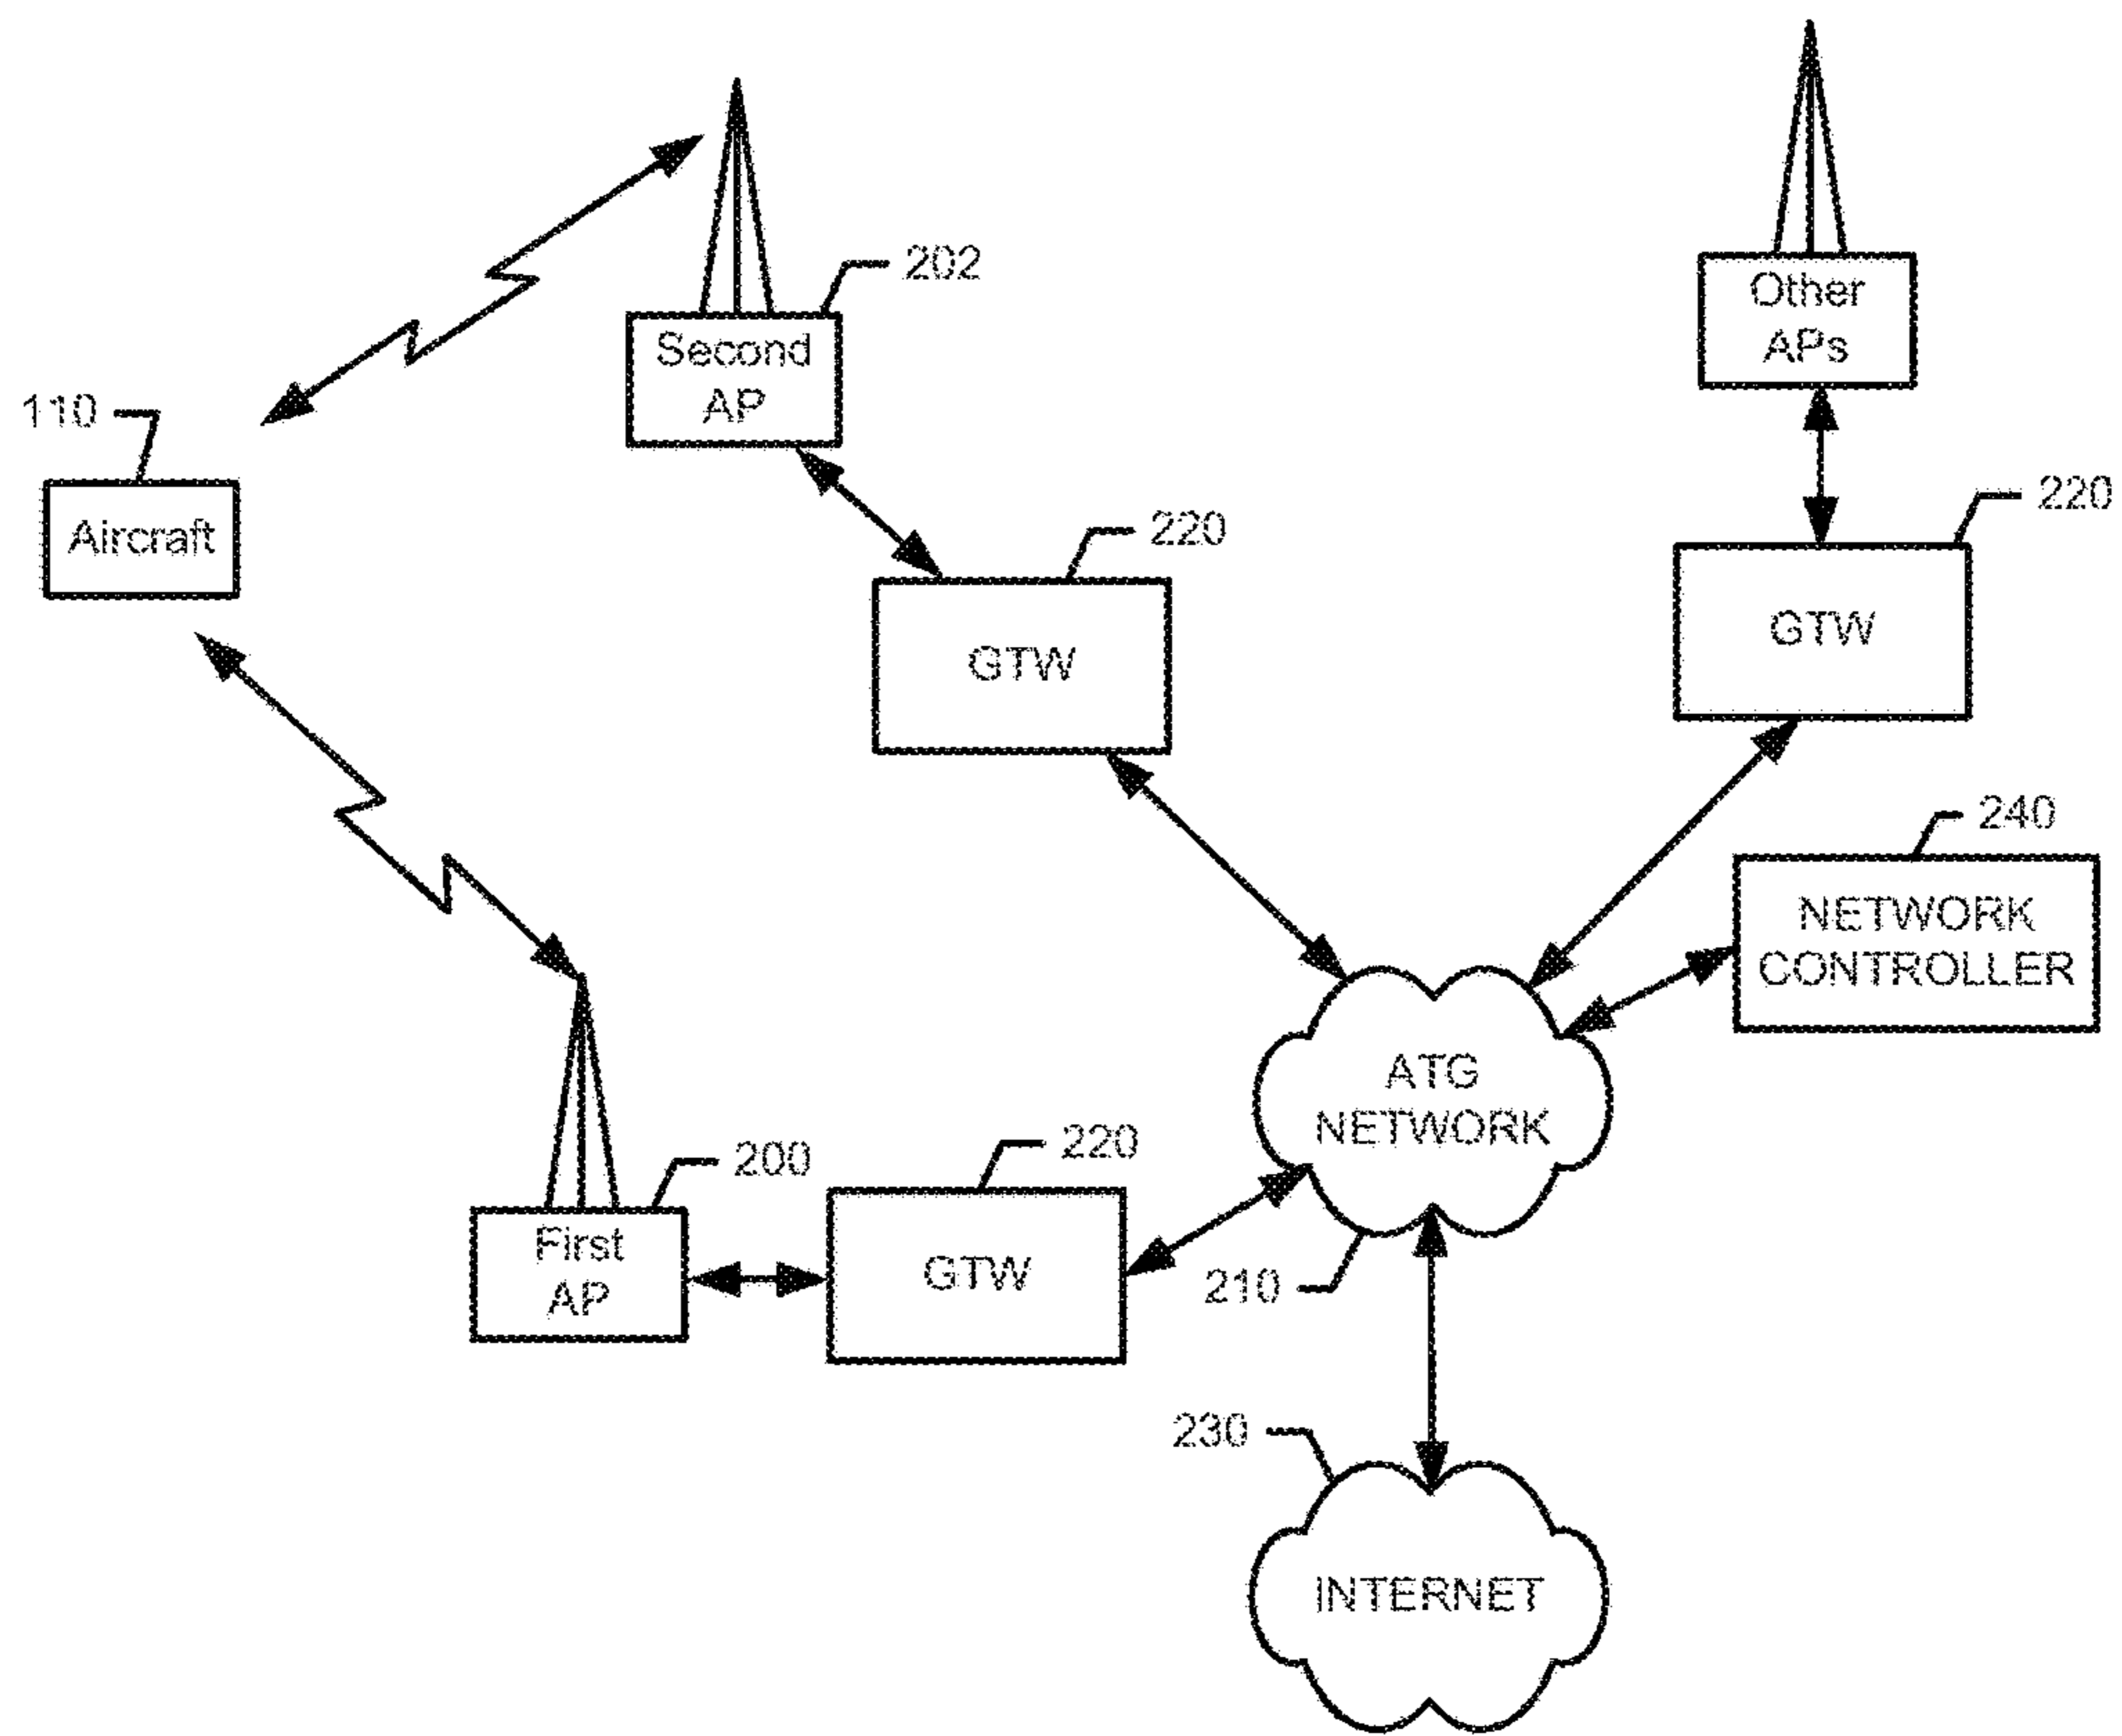 202
Other
APs
Second
AP
110
220
220
Aircraft
GTW
GTW
240
NETWORK
CONTROLLER
ATG
NETWORK
220
200
First
AP
GTW
210
230
INTERNET